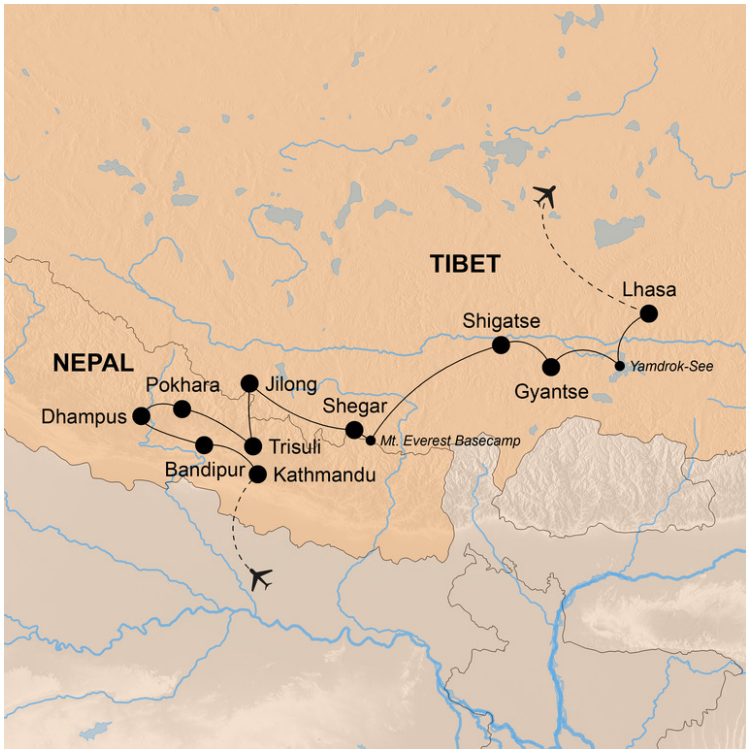 TIBET
Lhasa
Shigatse
NEPAL
Yamdrok-See
Pokhara
Jilong
Gyantse
Shegar
Dhampus
Mt. Everest Basecamp
Trisuli
Bandipur
Kathmandu